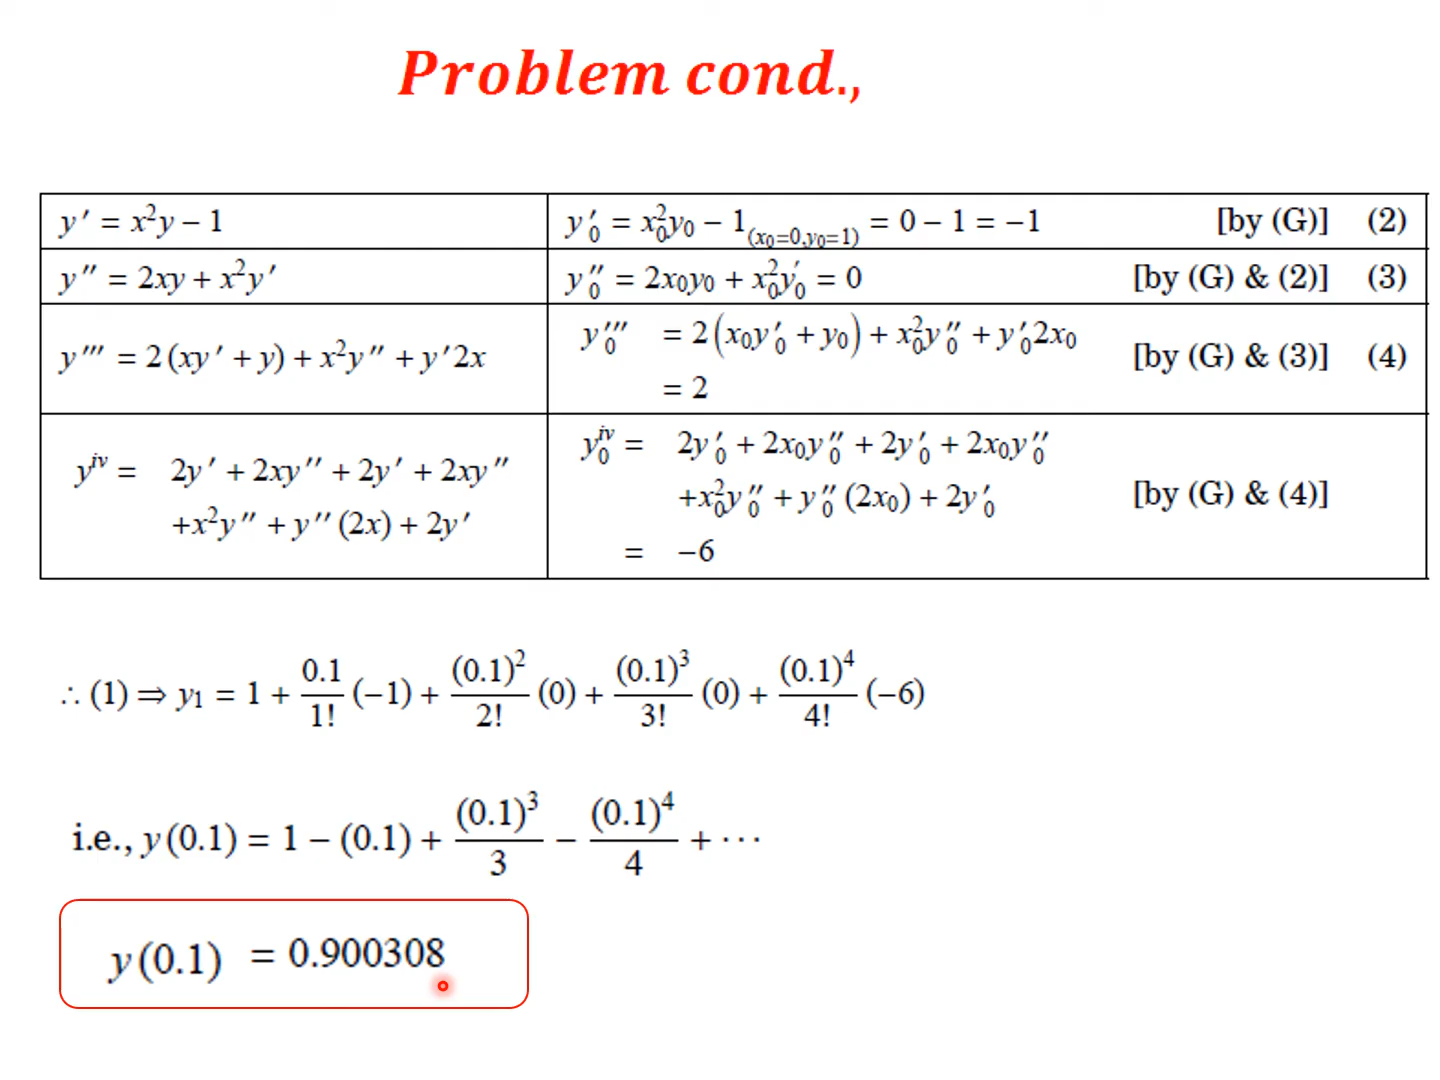 Problem cond.,
y′ = x²y − 1
y′₀ = x₀²y₀ − 1₍ₓ₀₌₀,y₀₌₁₎ = 0 − 1 = −1 [by (G)] (2)
y″ = 2xy + x²y′
y″₀ = 2x₀y₀ + x₀²y′₀ = 0 [by (G) & (2)] (3)
y‴ = 2(xy′ + y) + x²y″ + y′2x
y‴₀ = 2(x₀y′₀ + y₀) + x₀²y″₀ + y′₀2x₀
= 2
[by (G) & (3)] (4)
yⁱᵛ = 2y′ + 2xy″ + 2y′ + 2xy″
+x²y″ + y″(2x) + 2y′
y₀ⁱᵛ = 2y′₀ + 2x₀y″₀ + 2y′₀ + 2x₀y″₀
+x₀²y″₀ + y″₀(2x₀) + 2y′₀
= −6
[by (G) & (4)]
∴ (1) ⇒ y₁ = 1 + 0.1/1! (−1) + (0.1)²/2! (0) + (0.1)³/3! (0) + (0.1)⁴/4! (−6)
i.e., y(0.1) = 1 − (0.1) + (0.1)³/3 − (0.1)⁴/4 + ⋯
y(0.1) = 0.900308